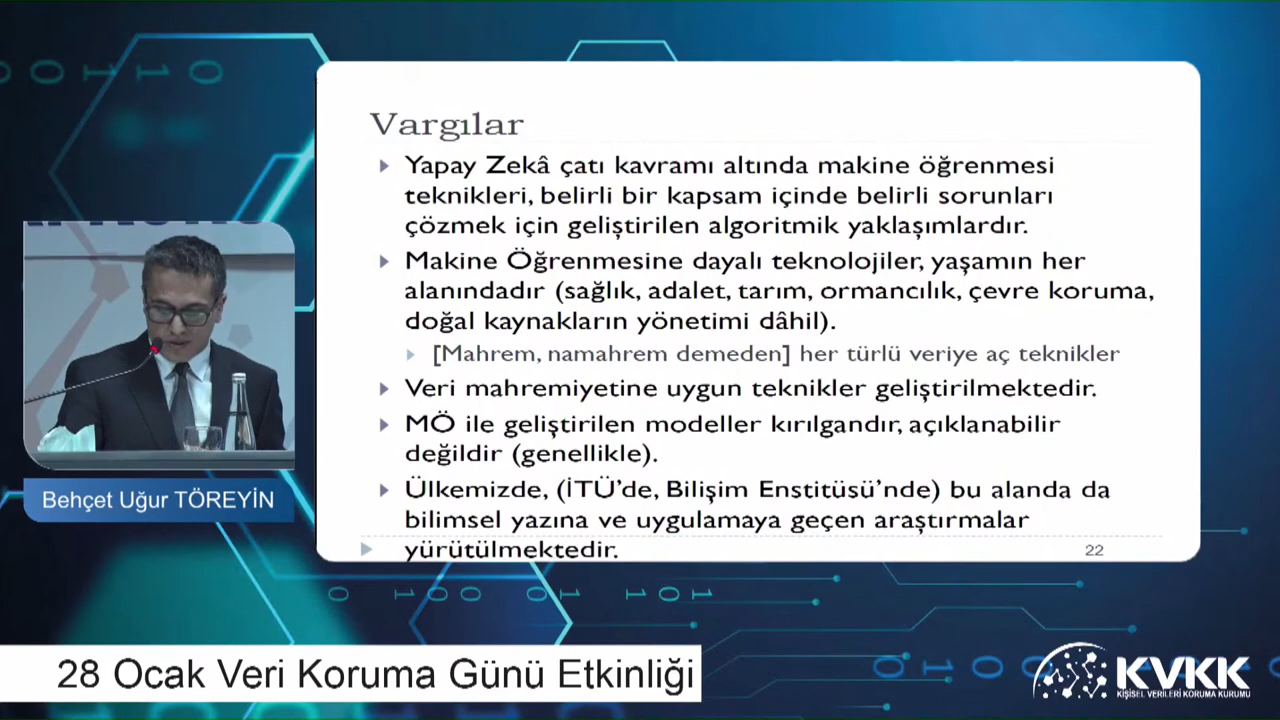 Vargılar
Yapay Zekâ çatı kavramı altında makine öğrenmesi
teknikleri, belirli bir kapsam içinde belirli sorunları
çözmek için geliştirilen algoritmik yaklaşımlardır.
Makine Öğrenmesine dayalı teknolojiler, yaşamın her
alanındadır (sağlık, adalet, tarım, ormancılık, çevre koruma,
doğal kaynakların yönetimi dâhil).
[Mahrem, namahrem demeden] her türlü veriye aç teknikler
Veri mahremiyetine uygun teknikler geliştirilmektedir.
MÖ ile geliştirilen modeller kırılgandır, açıklanabilir
değildir (genellikle).
Ülkemizde, (İTÜ’de, Bilişim Enstitüsü’nde) bu alanda da
bilimsel yazına ve uygulamaya geçen araştırmalar
yürütülmektedir.
22
Behçet Uğur TÖREYİN
28 Ocak Veri Koruma Günü Etkinliği
KVKK
KİŞİSEL VERİLERİ KORUMA KURUMU